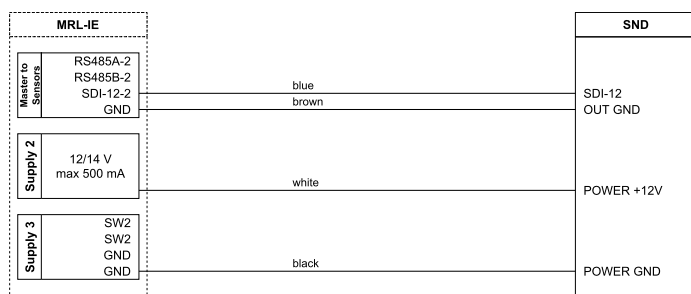 MRL-IE
SND
Master to
Sensors
RS485A-2
RS485B-2
SDI-12-2
GND
blue
brown
SDI-12
OUT GND
Supply 2
12/14 V
max 500 mA
white
POWER +12V
Supply 3
SW2
SW2
GND
GND
black
POWER GND